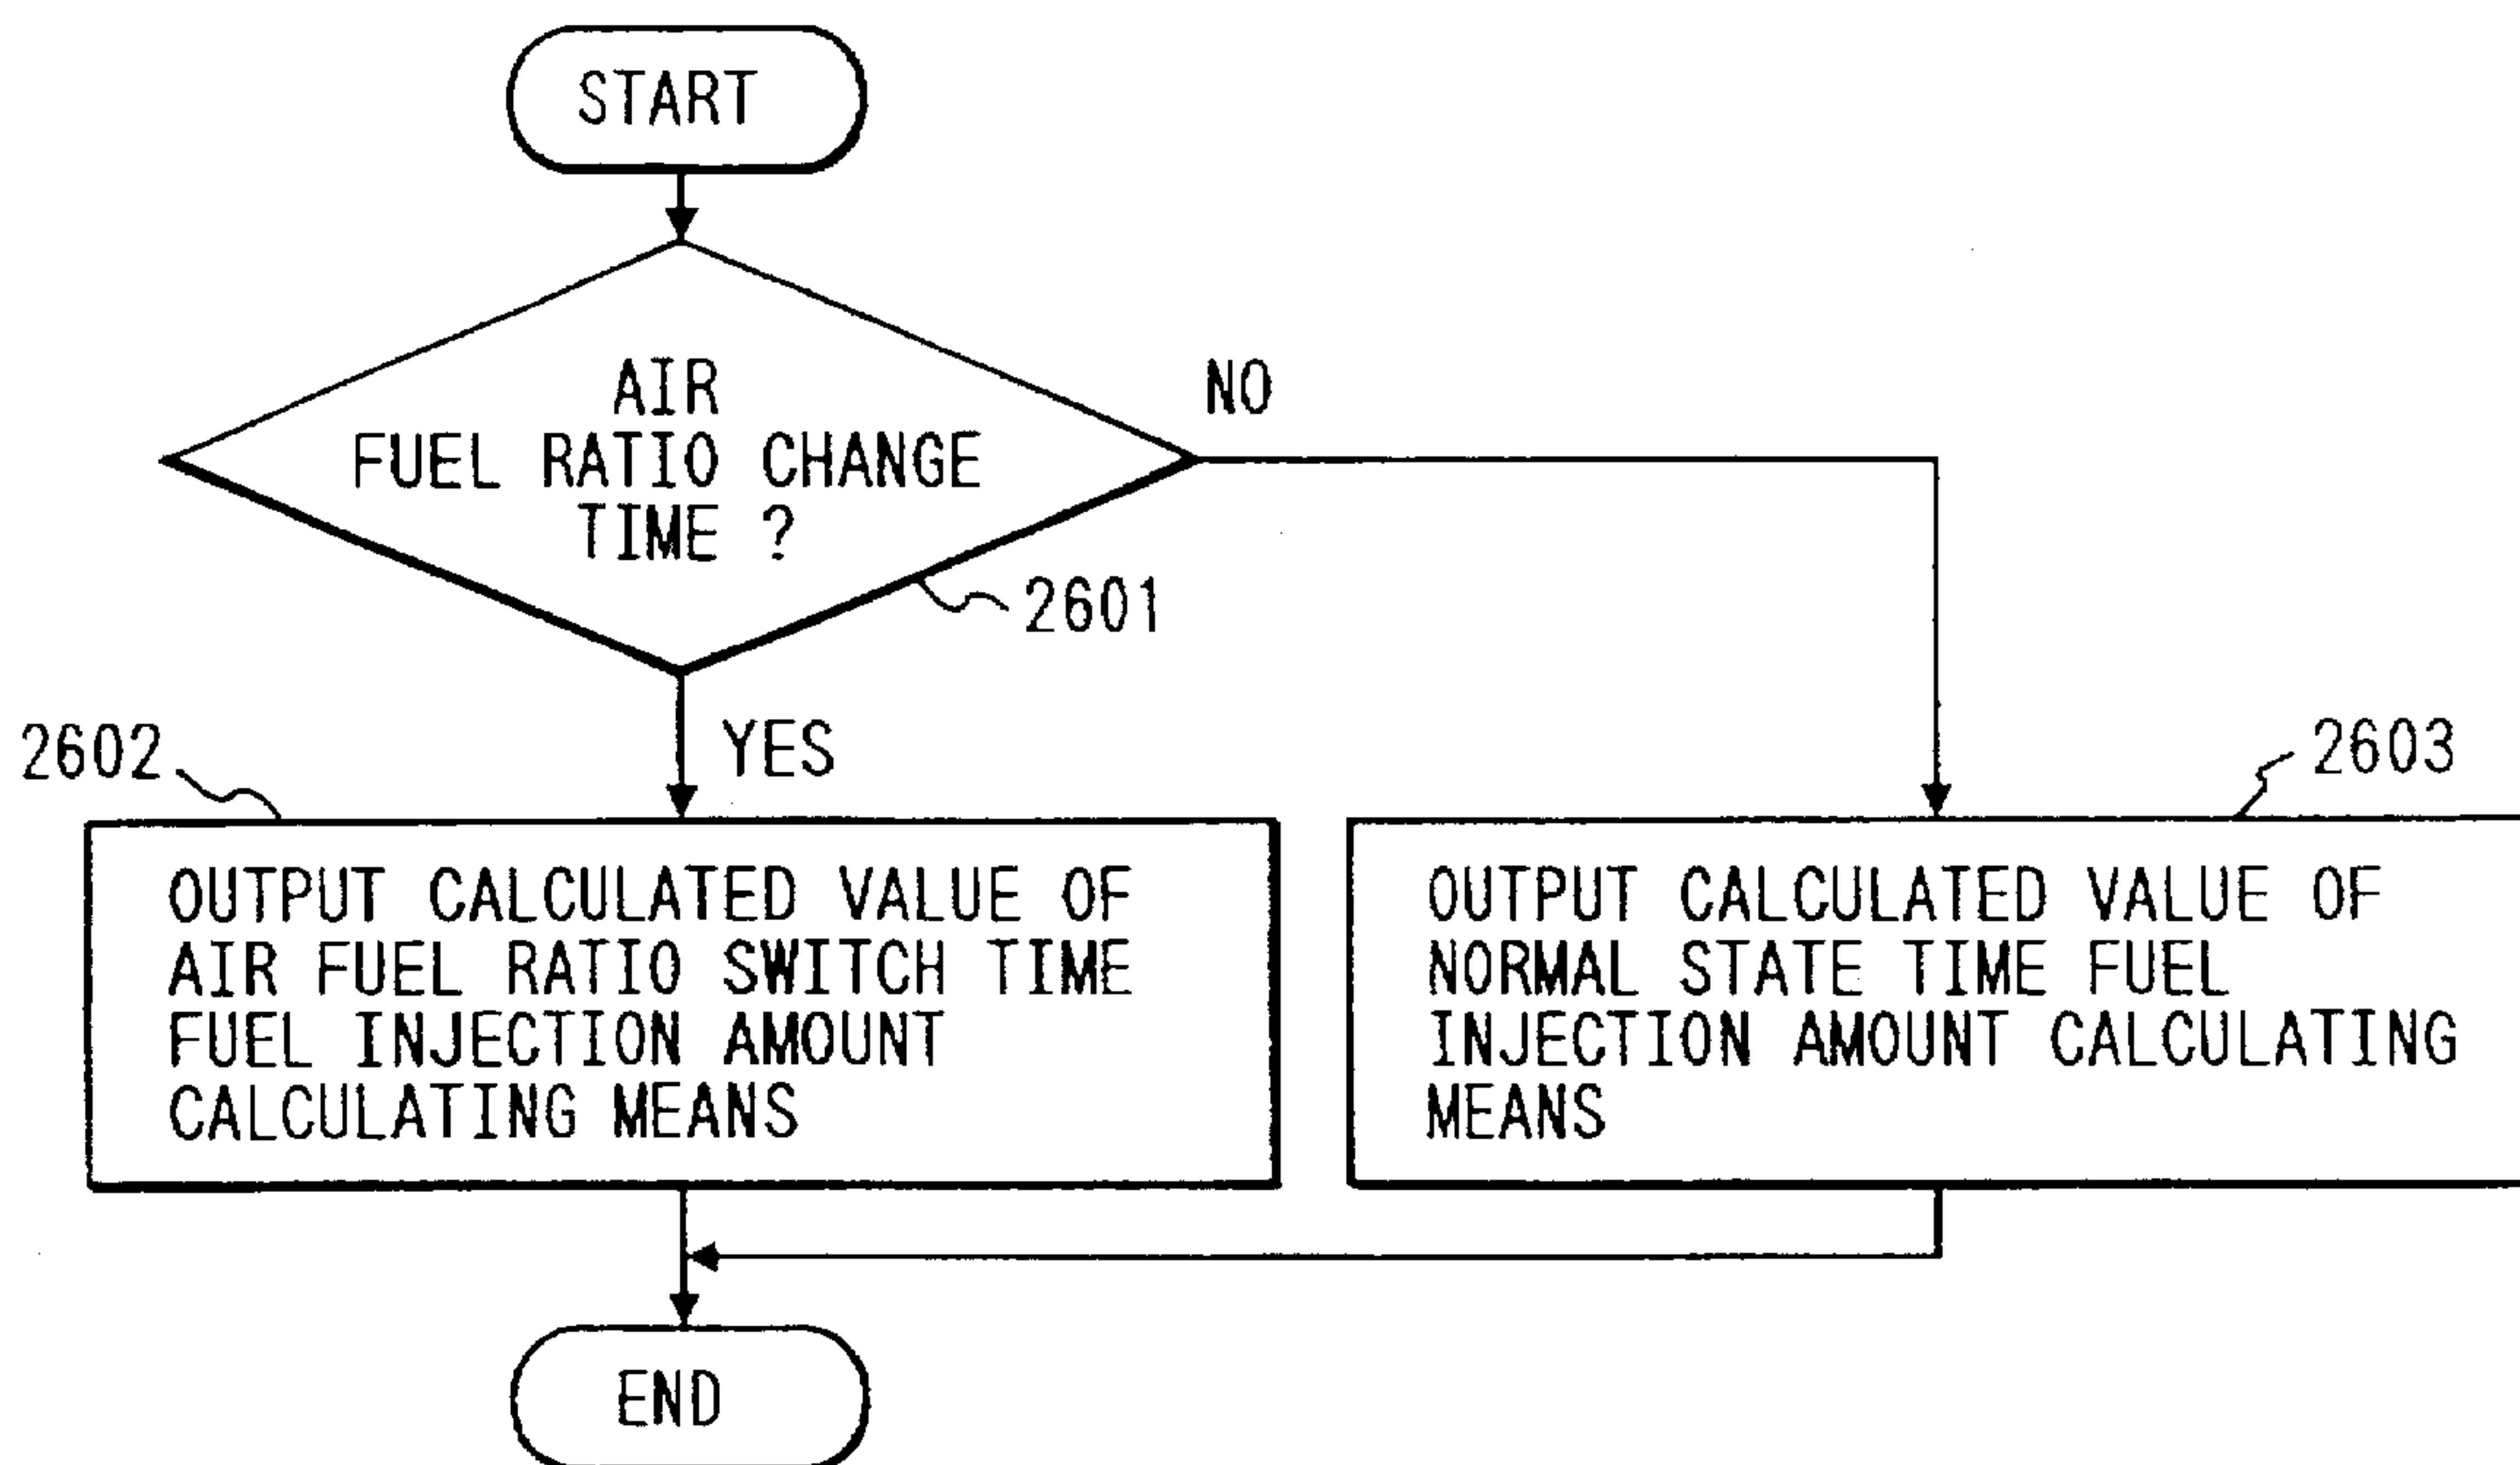 START
AIR
FUEL RATIO CHANGE
TIME ?
NO
2601
YES
2602
OUTPUT CALCULATED VALUE OF
AIR FUEL RATIO SWITCH TIME
FUEL INJECTION AMOUNT
CALCULATING MEANS
2603
OUTPUT CALCULATED VALUE OF
NORMAL STATE TIME FUEL
INJECTION AMOUNT CALCULATING
MEANS
END